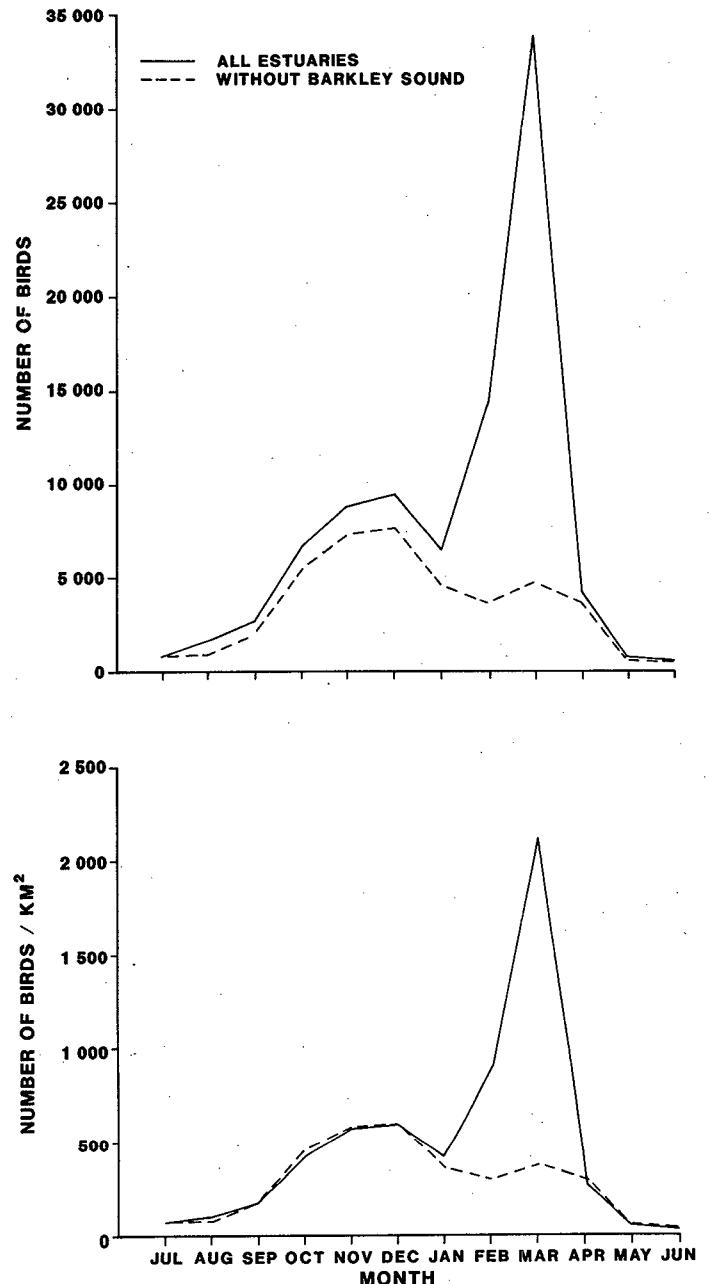 35 000
ALL ESTUARIES
WITHOUT BARKLEY SOUND
30 000
25 000
20 000
15 000
10 000
5 000
0
NUMBER OF BIRDS
2 500
2 000
1 500
1 000
500
0
NUMBER OF BIRDS / KM²
JUL AUG SEP OCT NOV DEC JAN FEB MAR APR MAY JUN
MONTH